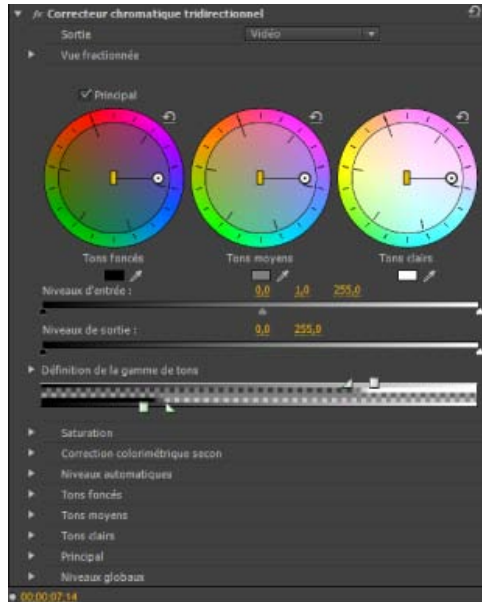 fx Correcteur chromatique tridirectionnel
Sortie Vidéo
Vue fractionnée
Principal
Tons foncés Tons moyens Tons clairs
Niveaux d'entrée : 0,0 1,0 255,0
Niveaux de sortie : 0,0 255,0
Définition de la gamme de tons
Saturation
Correction colorimétrique secon
Niveaux automatiques
Tons foncés
Tons moyens
Tons clairs
Principal
Niveaux globaux
00:00:07:14